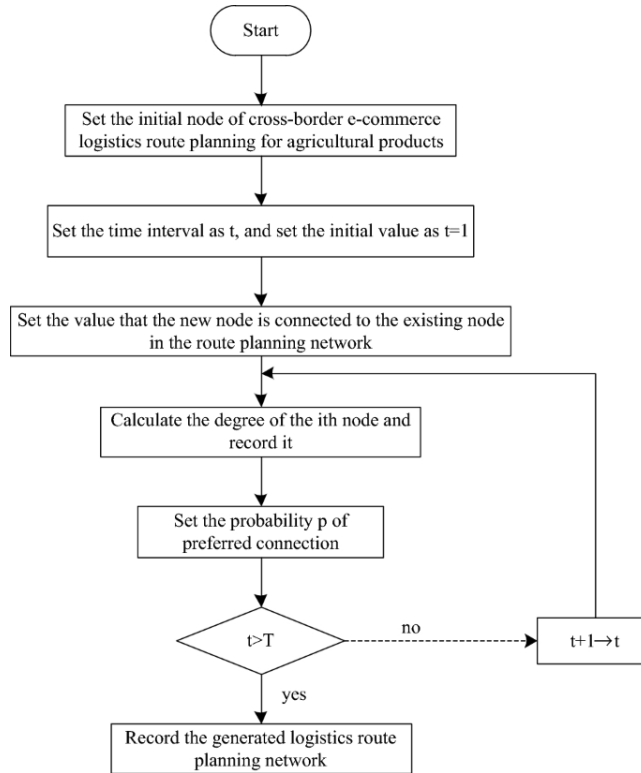 Start
Set the initial node of cross-border e-commerce
logistics route planning for agricultural products
Set the time interval as t, and set the initial value as t=1
Set the value that the new node is connected to the existing node
in the route planning network
Calculate the degree of the ith node and
record it
Set the probability p of
preferred connection
t>T
no
t+1→t
yes
Record the generated logistics route
planning network